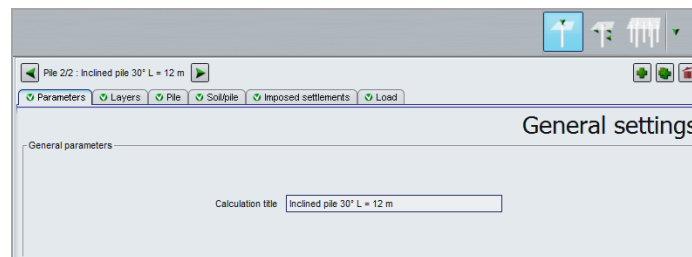 Pile 2/2 : Inclined pile 30° L = 12 m
Parameters Layers Pile Soil/pile Imposed settlements Load
General settings
General parameters
Calculation title Inclined pile 30° L = 12 m